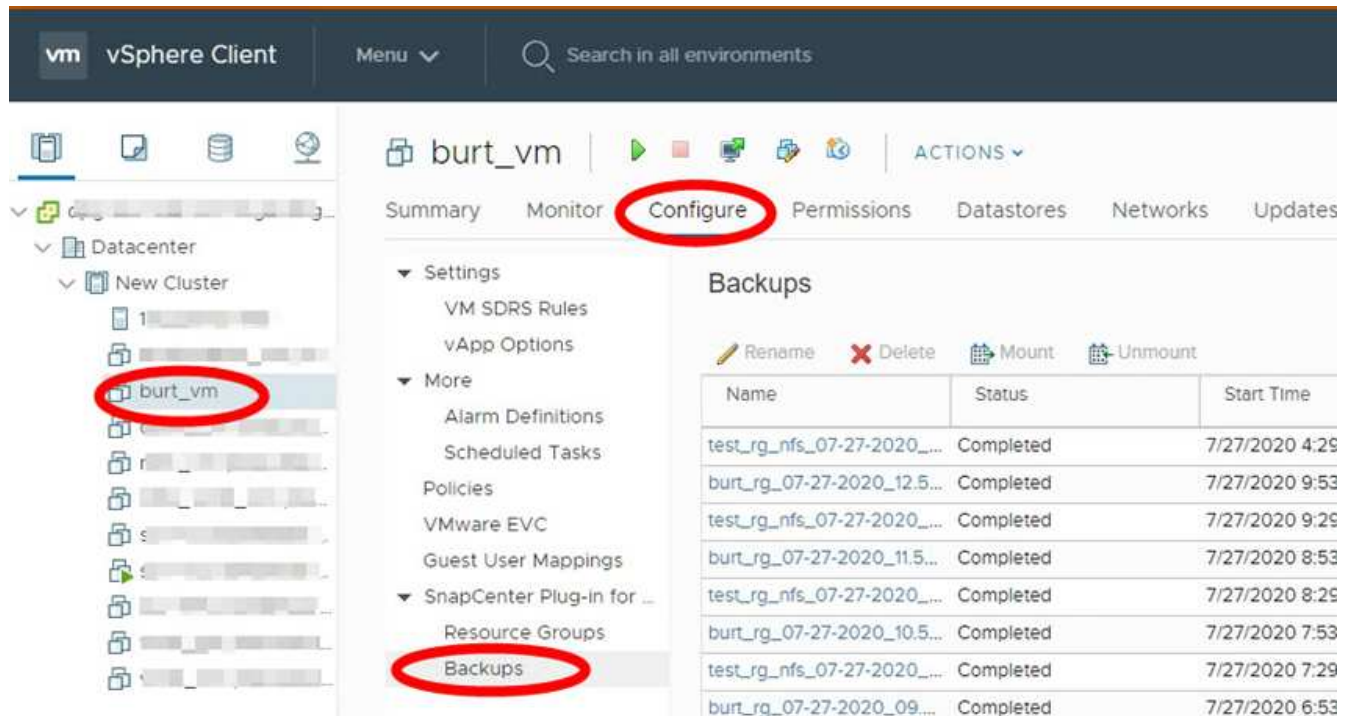 vm vSphere Client Menu Search in all environments
burt_vm ACTIONS
Summary Monitor Configure Permissions Datastores Networks Updates
Datacenter
New Cluster
burt_vm
Settings
VM SDRS Rules
vApp Options
More
Alarm Definitions
Scheduled Tasks
Policies
VMware EVC
Guest User Mappings
SnapCenter Plug-in for ...
Resource Groups
Backups
Backups
Rename Delete Mount Unmount
Name Status Start Time
test_rg_nfs_07-27-2020_... Completed 7/27/2020 4:29
burt_rg_07-27-2020_12.5... Completed 7/27/2020 9:53
test_rg_nfs_07-27-2020_... Completed 7/27/2020 9:29
burt_rg_07-27-2020_11.5... Completed 7/27/2020 8:53
test_rg_nfs_07-27-2020_... Completed 7/27/2020 8:29
burt_rg_07-27-2020_10.5... Completed 7/27/2020 7:53
test_rg_nfs_07-27-2020_... Completed 7/27/2020 7:29
burt_rg_07-27-2020_09.... Completed 7/27/2020 6:53